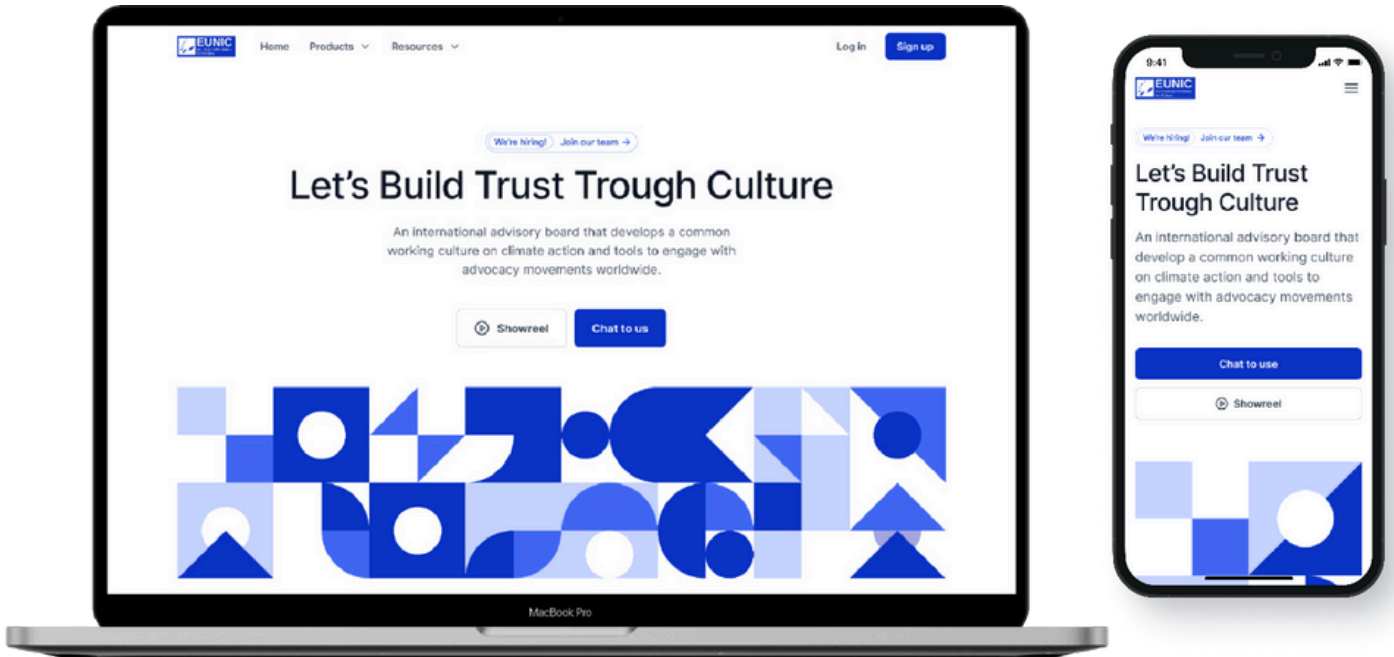 EUNIC
Home Products Resources
Log in Sign up
We're hiring! Join our team →
Let's Build Trust Trough Culture
An international advisory board that develops a common
working culture on climate action and tools to engage with
advocacy movements worldwide.
Showreel Chat to us
MacBook Pro
9:41
EUNIC
We're hiring! Join our team →
Let's Build Trust
Trough Culture
An international advisory board that
develop a common working culture
on climate action and tools to
engage with advocacy movements
worldwide.
Chat to use
Showreel